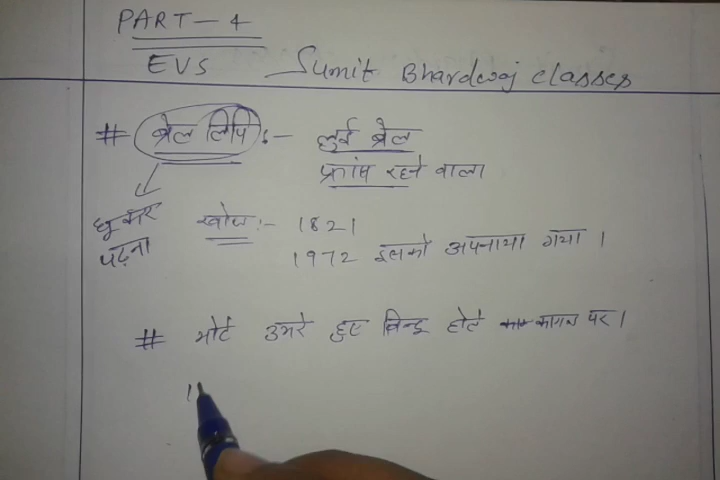 PART-4
EVS Sumit Bhardwaj classes
# ब्रेल लिपि :- लुई ब्रेल
फ्रांस रहने वाला
छूकर
पढ़ना
खोज :- 1821
1972 इसको अपनाया गया।
# मोटे उभरे हुए बिन्दु होते कागज पर।